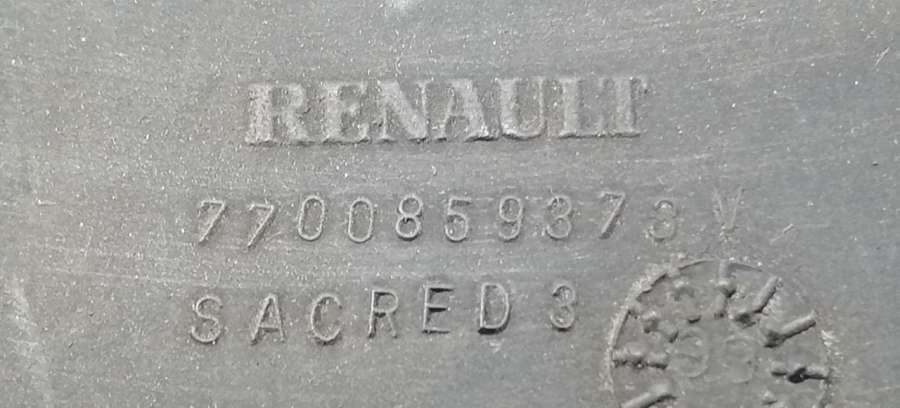 RENAULT
7700859373 V
SACRED 3